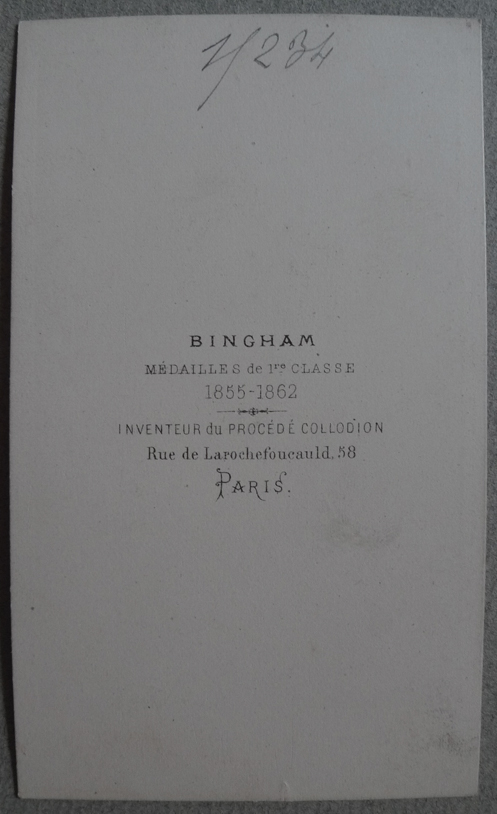 1/234
BINGHAM
MÉDAILLES de 1re CLASSE
1855-1862
INVENTEUR du PROCÉDÉ COLLODION
Rue de Larochefoucauld, 58
PARIS.